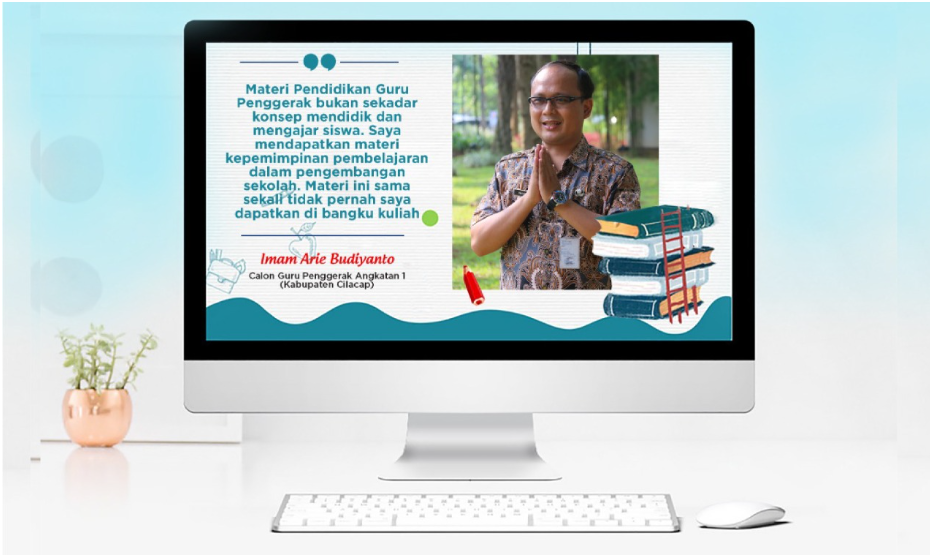 Materi Pendidikan Guru
Penggerak bukan sekadar
konsep mendidik dan
mengajar siswa. Saya
mendapatkan materi
kepemimpinan pembelajaran
dalam pengembangan
sekolah. Materi ini sama
sekali tidak pernah saya
dapatkan di bangku kuliah
Imam Arie Budiyanto
Calon Guru Penggerak Angkatan 1
(Kabupaten Cilacap)